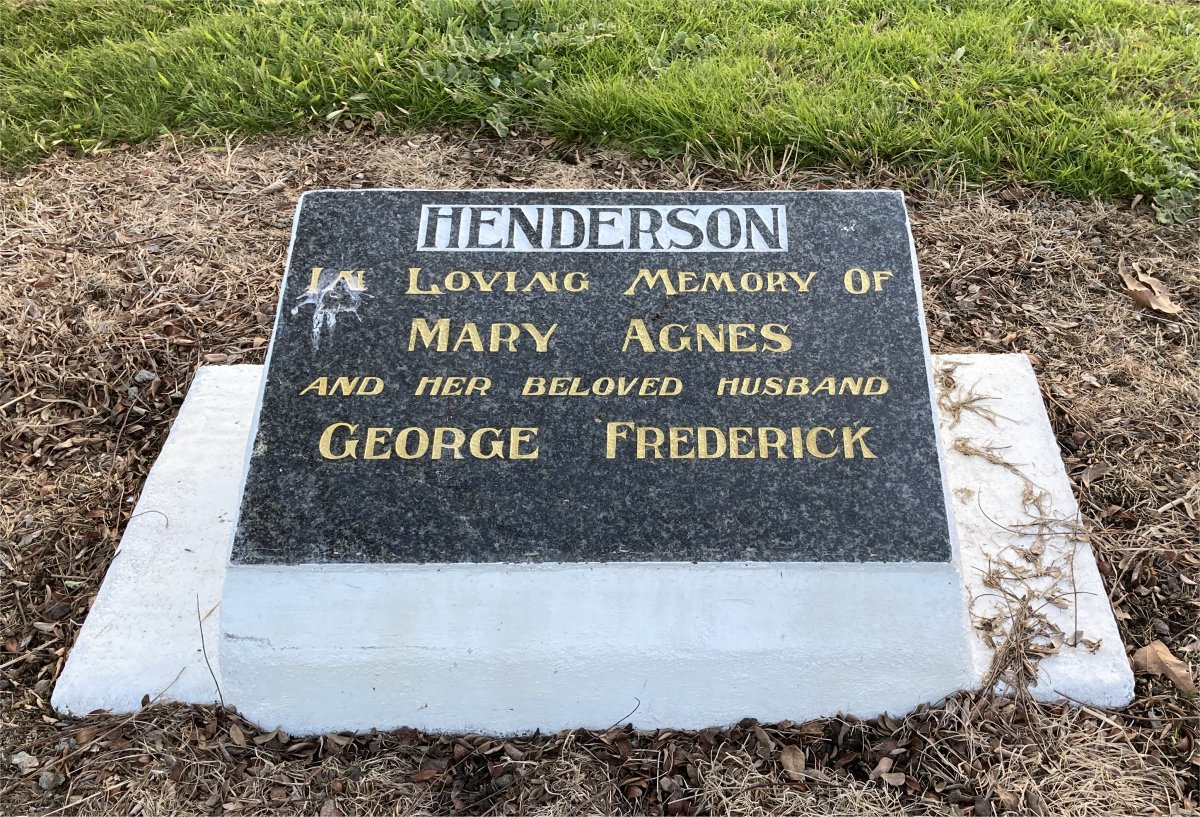 HENDERSON
IN LOVING MEMORY OF
MARY AGNES
AND HER BELOVED HUSBAND
GEORGE FREDERICK